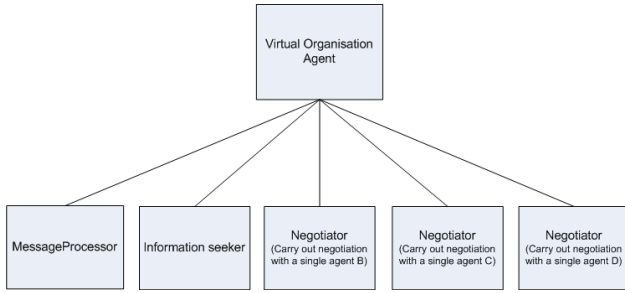 Virtual Organisation
Agent
MessageProcessor
Information seeker
Negotiator
(Carry out negotiation
with a single agent B)
Negotiator
(Carry out negotiation
with a single agent C)
Negotiator
(Carry out negotiation
with a single agent D)